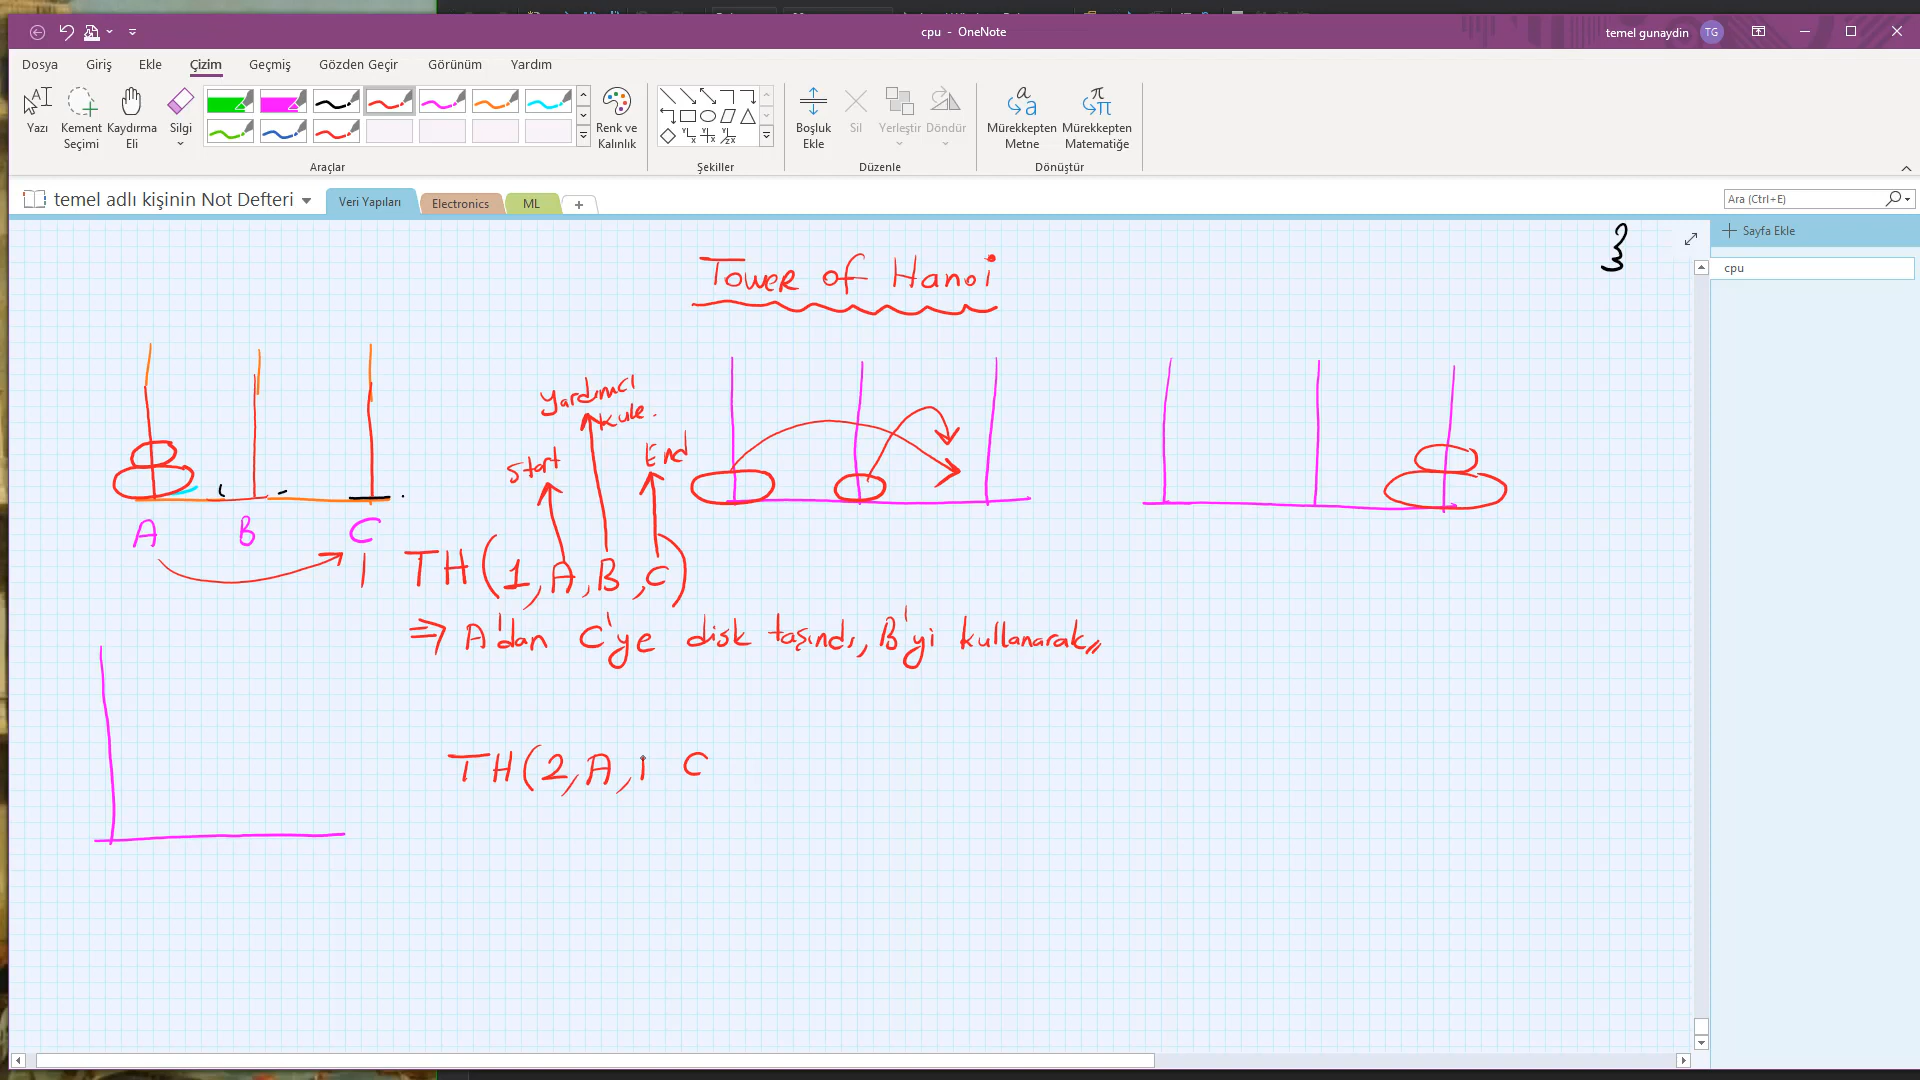 cpu - OneNote
temel gunaydin TG
Dosya Giriş Ekle Çizim Geçmiş Gözden Geçir Görünüm Yardım
Yazı
Kement Seçimi
Kaydırma Eli
Silgi
Renk ve Kalınlık
Boşluk Ekle
Sil
Yerleştir
Döndür
Mürekkepten Metne
Mürekkepten Matematiğe
Araçlar
Şekiller
Düzenle
Dönüştür
temel adlı kişinin Not Defteri
Veri Yapıları
Electronics
ML
Ara (Ctrl+E)
Sayfa Ekle
cpu
Tower of Hanoi
Yardımcı
kule.
Start
End
A B C
1 TH(1,A,B,C)
⇒ A'dan C'ye disk taşındı, B'yi kullanarak
TH(2,A, C